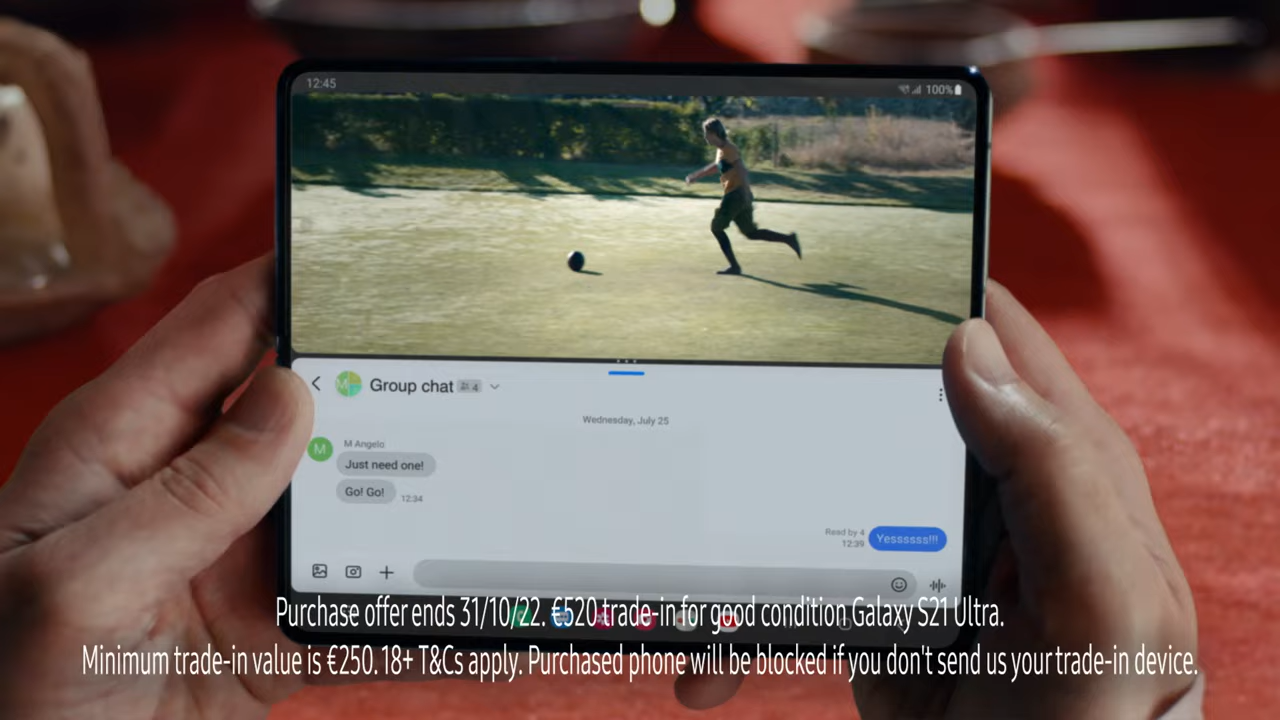 12:45
100%
Group chat 4
Wednesday, July 25
M Angelo
M
Just need one!
Go! Go!
12:34
Read by 4
12:39
Yessssss!!!
Purchase offer ends 31/10/22. €520 trade-in for good condition Galaxy S21 Ultra.
Minimum trade-in value is €250. 18+ T&Cs apply. Purchased phone will be blocked if you don't send us your trade-in device.